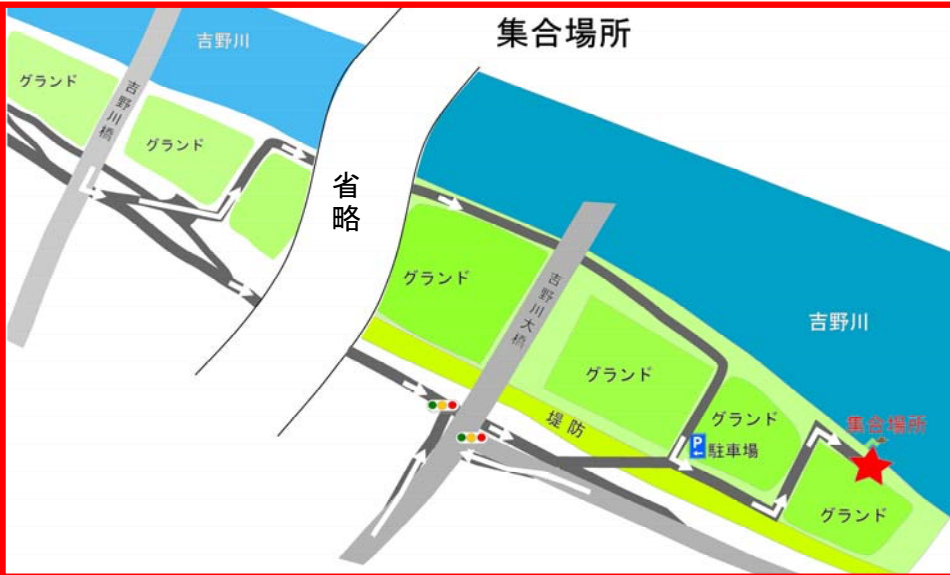 集合場所
吉野川
グランド
吉野川橋
グランド
省略
グランド
吉野川大橋
吉野川
グランド
堤防
グランド
P
駐車場
集合場所
グランド